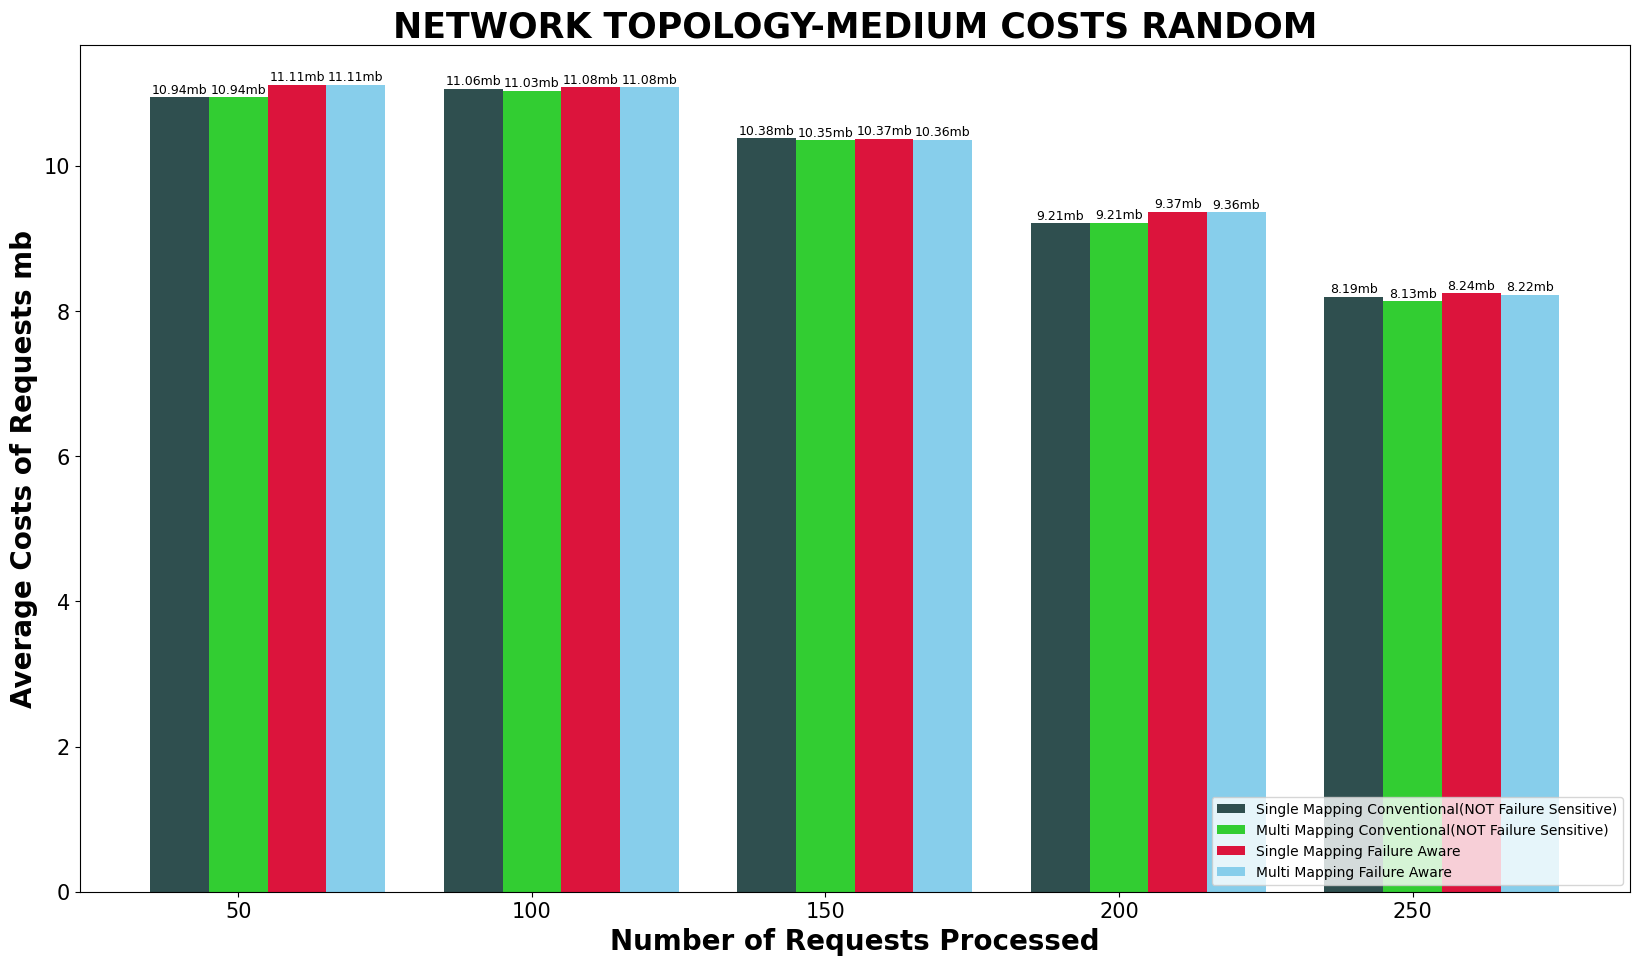 NETWORK TOPOLOGY-MEDIUM COSTS RANDOM
Average Costs of Requests mb
10
8
6
4
2
0
10.94mb 10.94mb 11.11mb 11.11mb
11.06mb 11.03mb 11.08mb 11.08mb
10.38mb 10.35mb 10.37mb 10.36mb
9.21mb 9.21mb 9.37mb 9.36mb
8.19mb 8.13mb 8.24mb 8.22mb
Single Mapping Conventional(NOT Failure Sensitive)
Multi Mapping Conventional(NOT Failure Sensitive)
Single Mapping Failure Aware
Multi Mapping Failure Aware
50 100 150 200 250
Number of Requests Processed